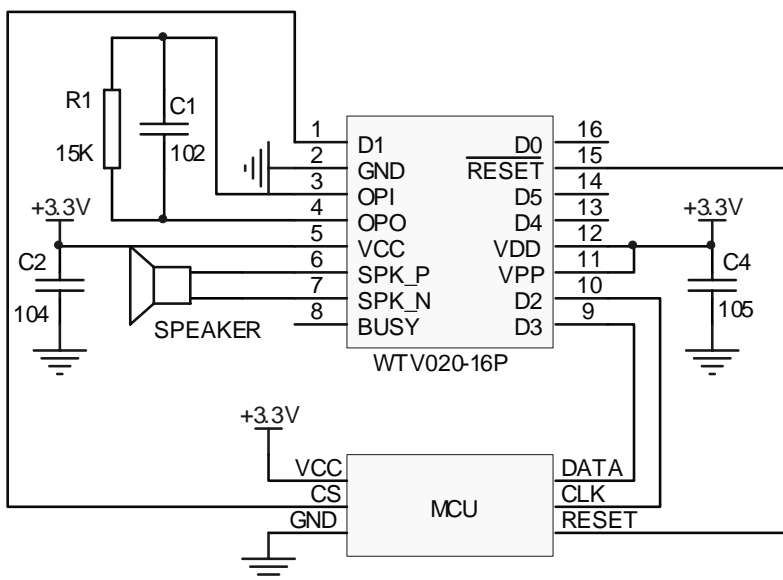 R1
15K
C1
102
+3.3V
C2
104
SPEAKER
1
2
3
4
5
6
7
8
D1
GND
OPI
OPO
VCC
SPK_P
SPK_N
BUSY
D0
RESET
D5
D4
VDD
VPP
D2
D3
16
15
14
13
12
11
10
9
WTV020-16P
+3.3V
C4
105
+3.3V
VCC
CS
GND
MCU
DATA
CLK
RESET